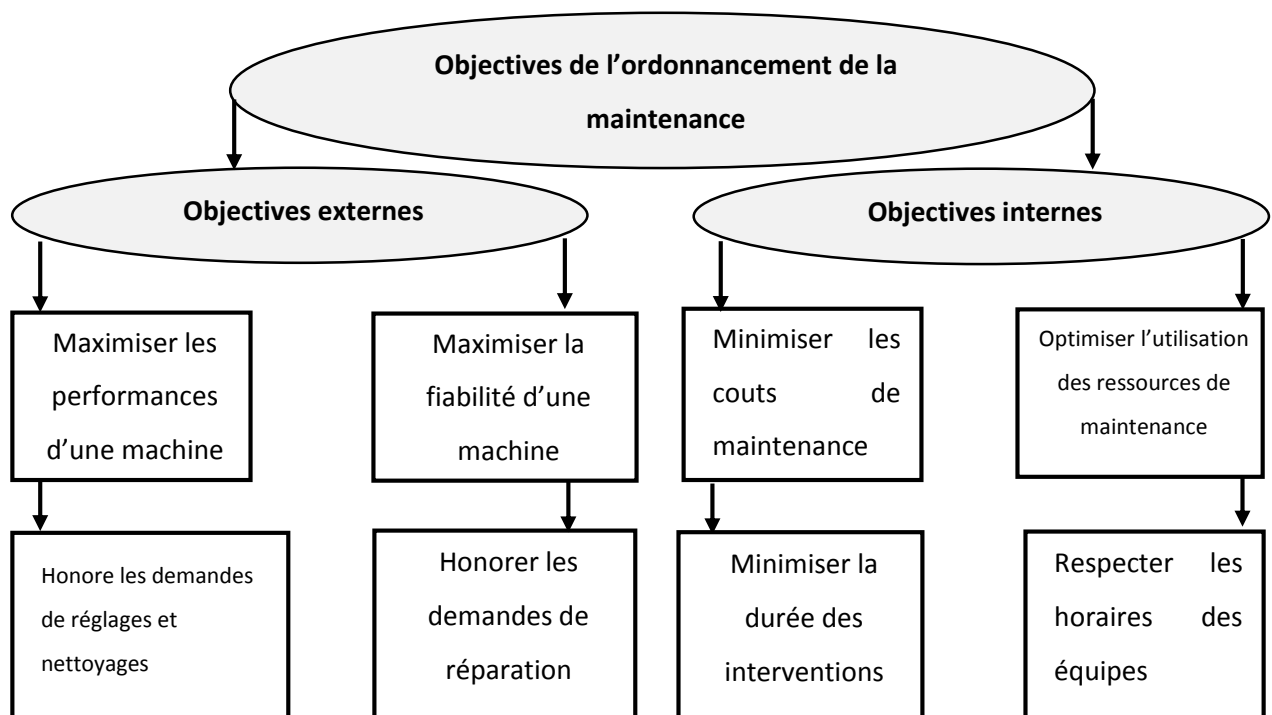 Objectives de l’ordonnancement de la
maintenance
Objectives externes
Objectives internes
Maximiser les
performances
d’une machine
Maximiser la
fiabilité d’une
machine
Minimiser les
couts de
maintenance
Optimiser l’utilisation
des ressources de
maintenance
Honore les demandes
de réglages et
nettoyages
Honorer les
demandes de
réparation
Minimiser la
durée des
interventions
Respecter les
horaires des
équipes